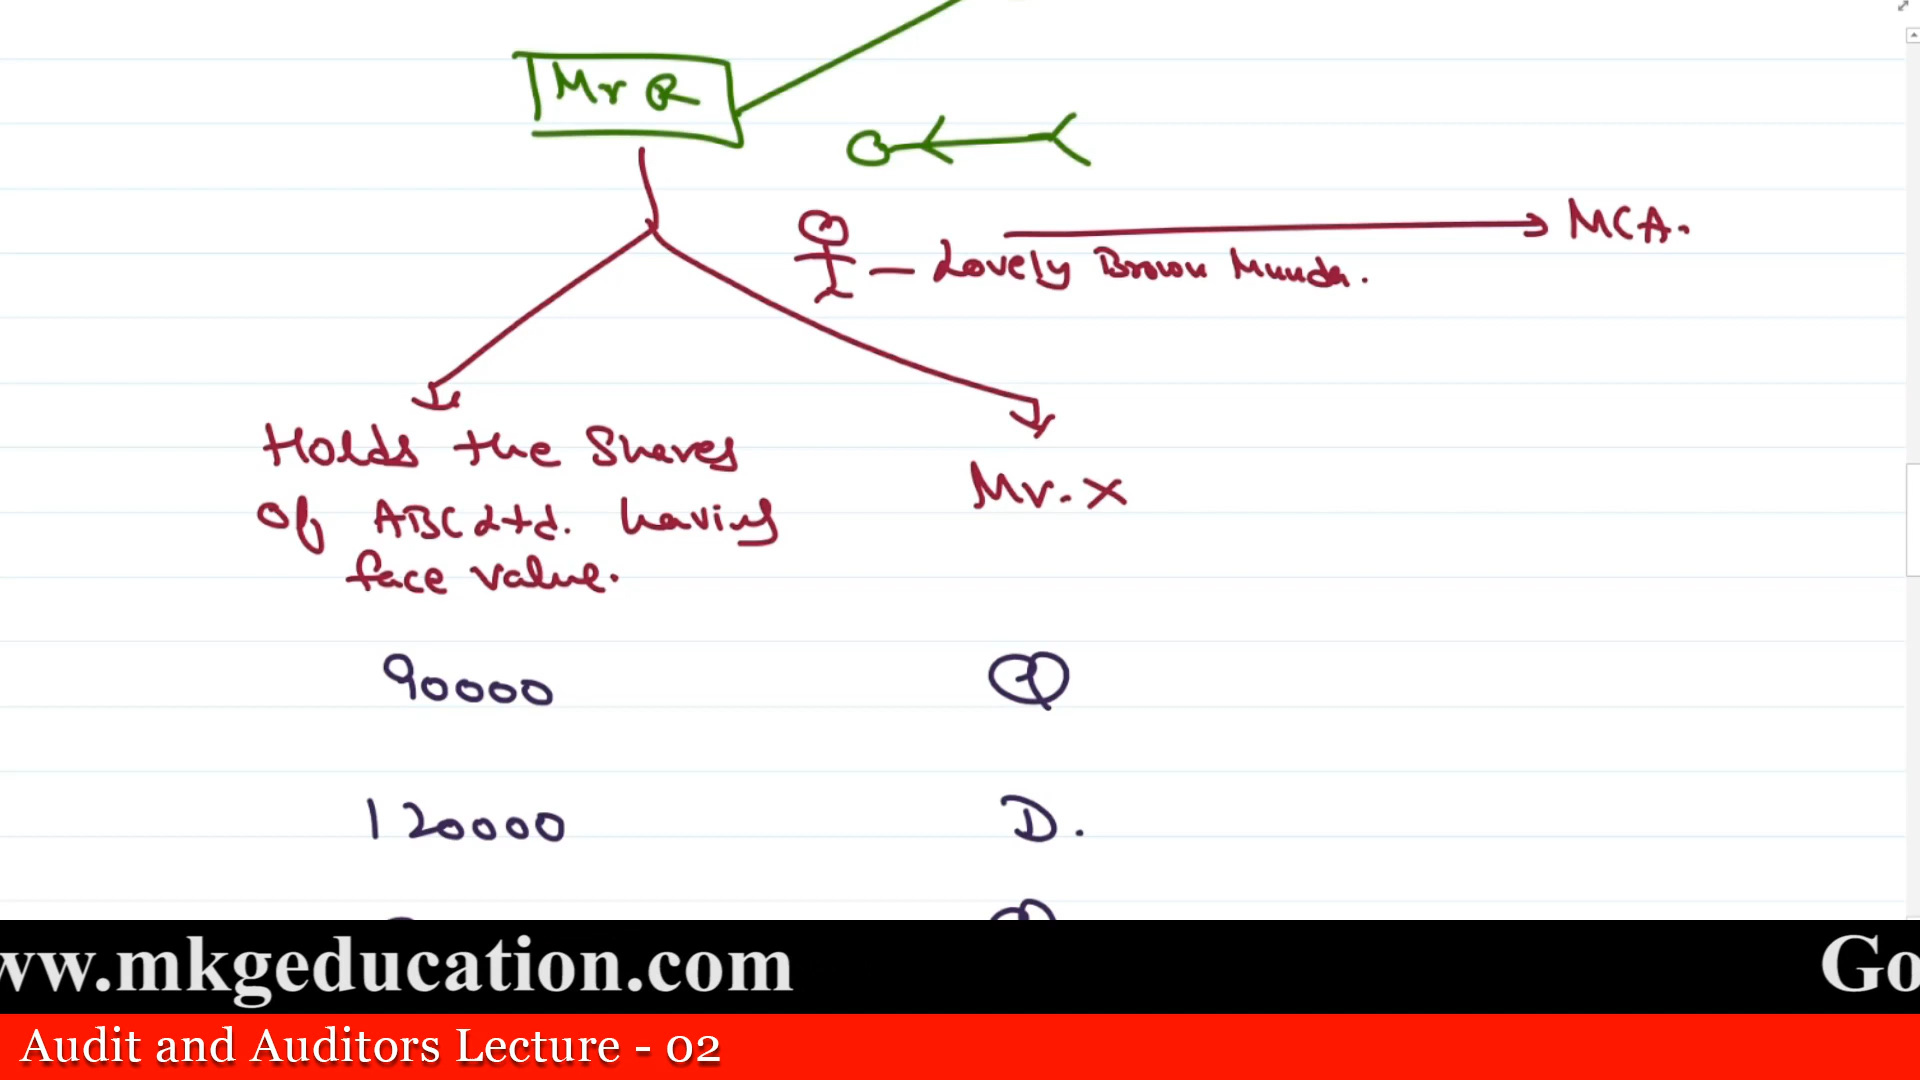 Mr R
MCA.
— Lovely Brown Munda.
Holds the Shares
of ABC Ltd. having
face value.
Mr. X
90000 Q
120000 D.
ww.mkgeducation.com Go
Audit and Auditors Lecture - 02